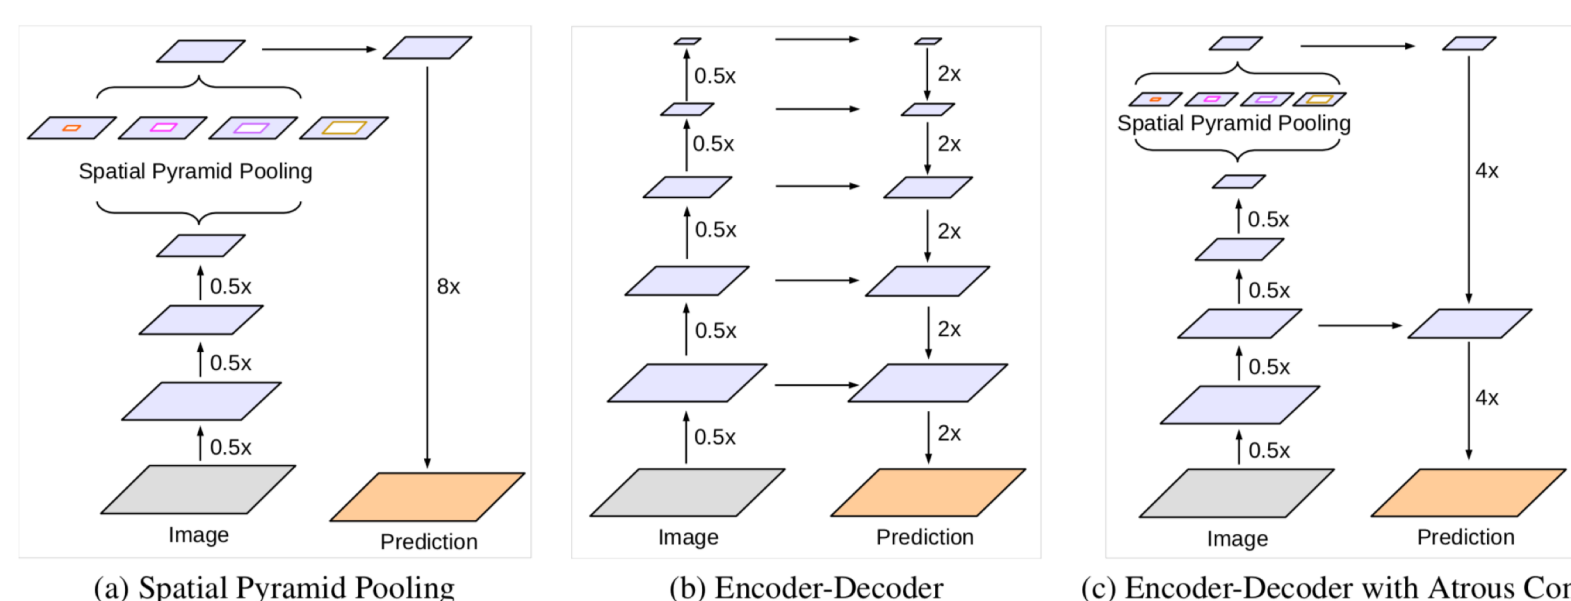 Spatial Pyramid Pooling
0.5x
0.5x
0.5x
8x
Image
Prediction
(a) Spatial Pyramid Pooling
0.5x
2x
0.5x
2x
0.5x
2x
0.5x
2x
0.5x
2x
Image
Prediction
(b) Encoder-Decoder
Spatial Pyramid Pooling
4x
0.5x
0.5x
0.5x
4x
0.5x
Image
Prediction
(c) Encoder-Decoder with Atrous